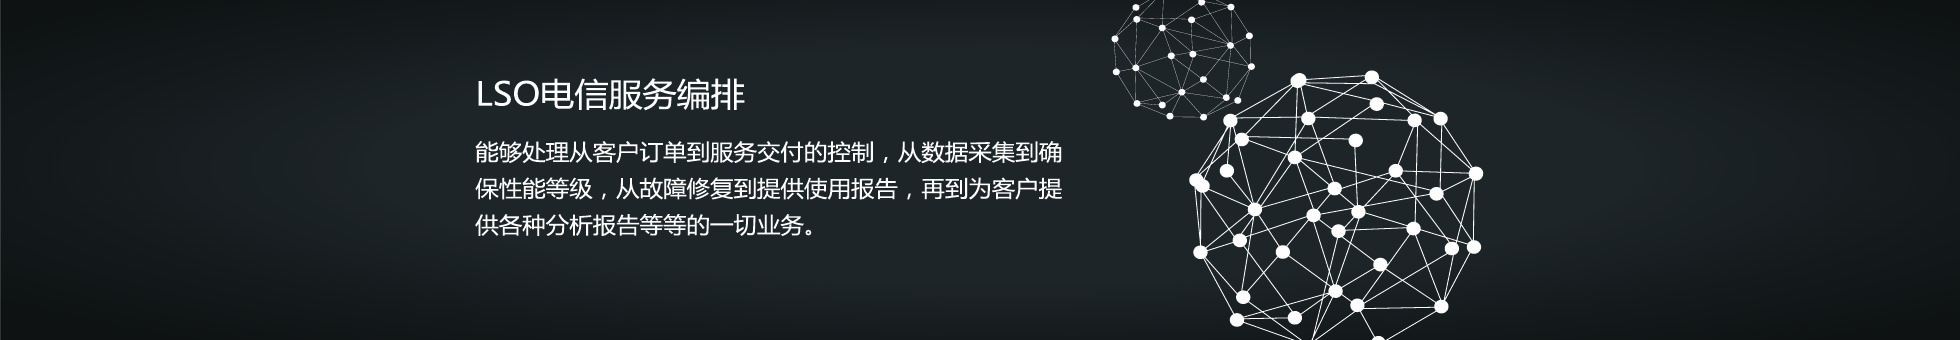 LSO电信服务编排
能够处理从客户订单到服务交付的控制，从数据采集到确
保性能等级，从故障修复到提供使用报告，再到为客户提
供各种分析报告等等的一切业务。